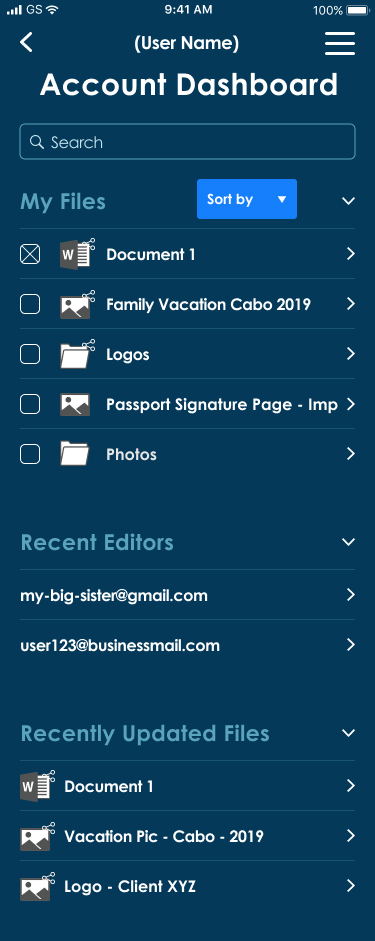 GS 9:41 AM 100%
(User Name)
Account Dashboard
Search
My Files Sort by
W Document 1
Family Vacation Cabo 2019
Logos
Passport Signature Page - Imp
Photos
Recent Editors
my-big-sister@gmail.com
user123@businessmail.com
Recently Updated Files
W Document 1
Vacation Pic - Cabo - 2019
Logo - Client XYZ